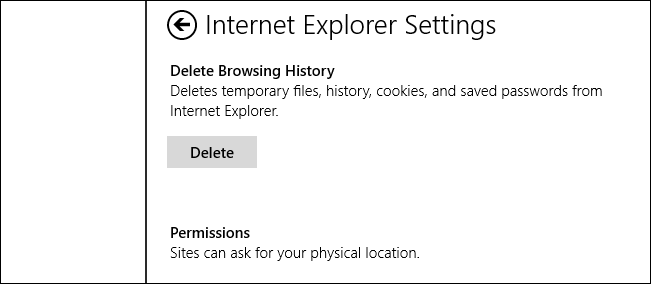 Internet Explorer Settings
Delete Browsing History
Deletes temporary files, history, cookies, and saved passwords from
Internet Explorer.
Delete
Permissions
Sites can ask for your physical location.